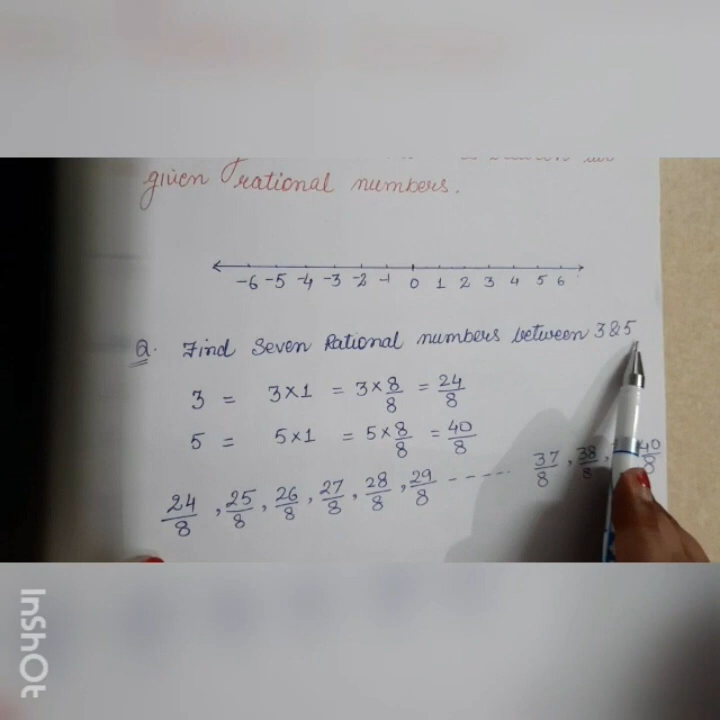 given rational numbers.
-6 -5 -4 -3 -2 -1 0 1 2 3 4 5 6
Q. Find Seven Rational numbers between 3&5
3 = 3×1 = 3×8/8 = 24/8
5 = 5×1 = 5×8/8 = 40/8
24/8, 25/8, 26/8, 27/8, 28/8, 29/8 ----- 37/8, 38/8, 40/8
InShOt